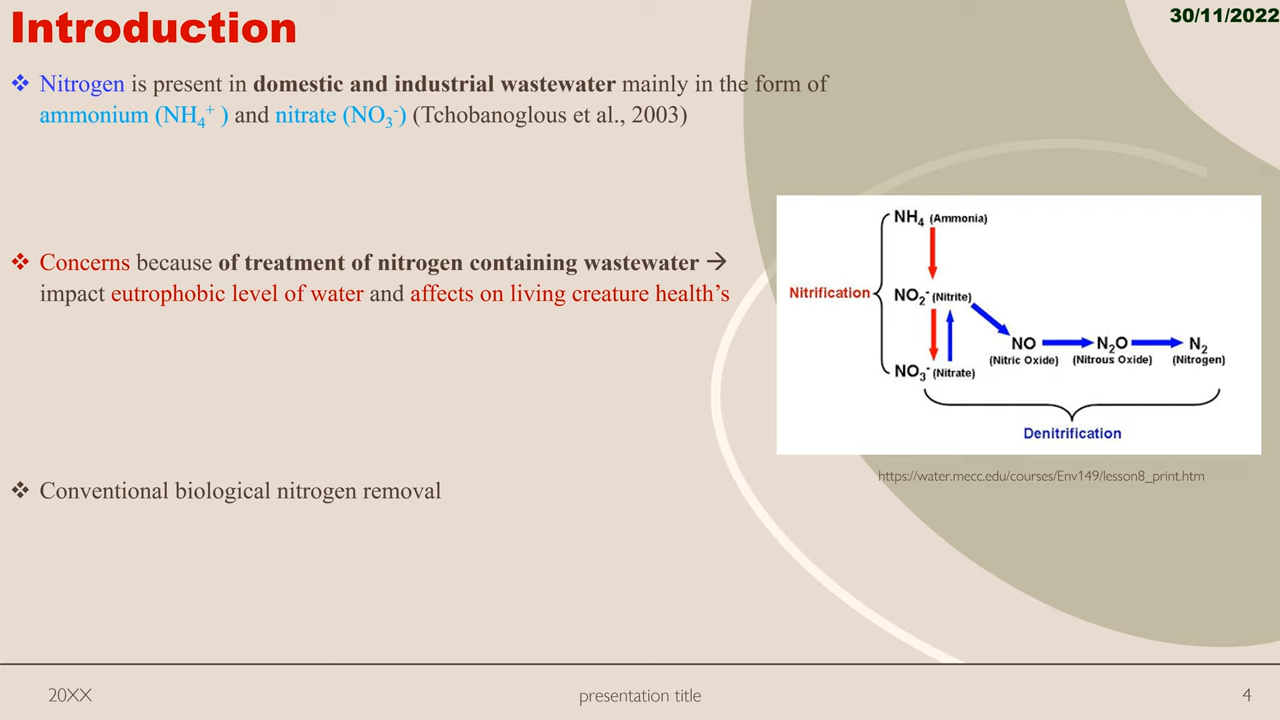 Introduction
30/11/2022
❖ Nitrogen is present in domestic and industrial wastewater mainly in the form of
ammonium (NH₄⁺ ) and nitrate (NO₃⁻) (Tchobanoglous et al., 2003)
❖ Concerns because of treatment of nitrogen containing wastewater →
impact eutrophobic level of water and affects on living creature health’s
❖ Conventional biological nitrogen removal
NH₄ (Ammonia)
Nitrification
NO₂⁻ (Nitrite)
NO N₂O N₂
(Nitric Oxide) (Nitrous Oxide) (Nitrogen)
NO₃⁻ (Nitrate)
Denitrification
https://water.mecc.edu/courses/Env149/lesson8_print.htm
20XX
presentation title
4